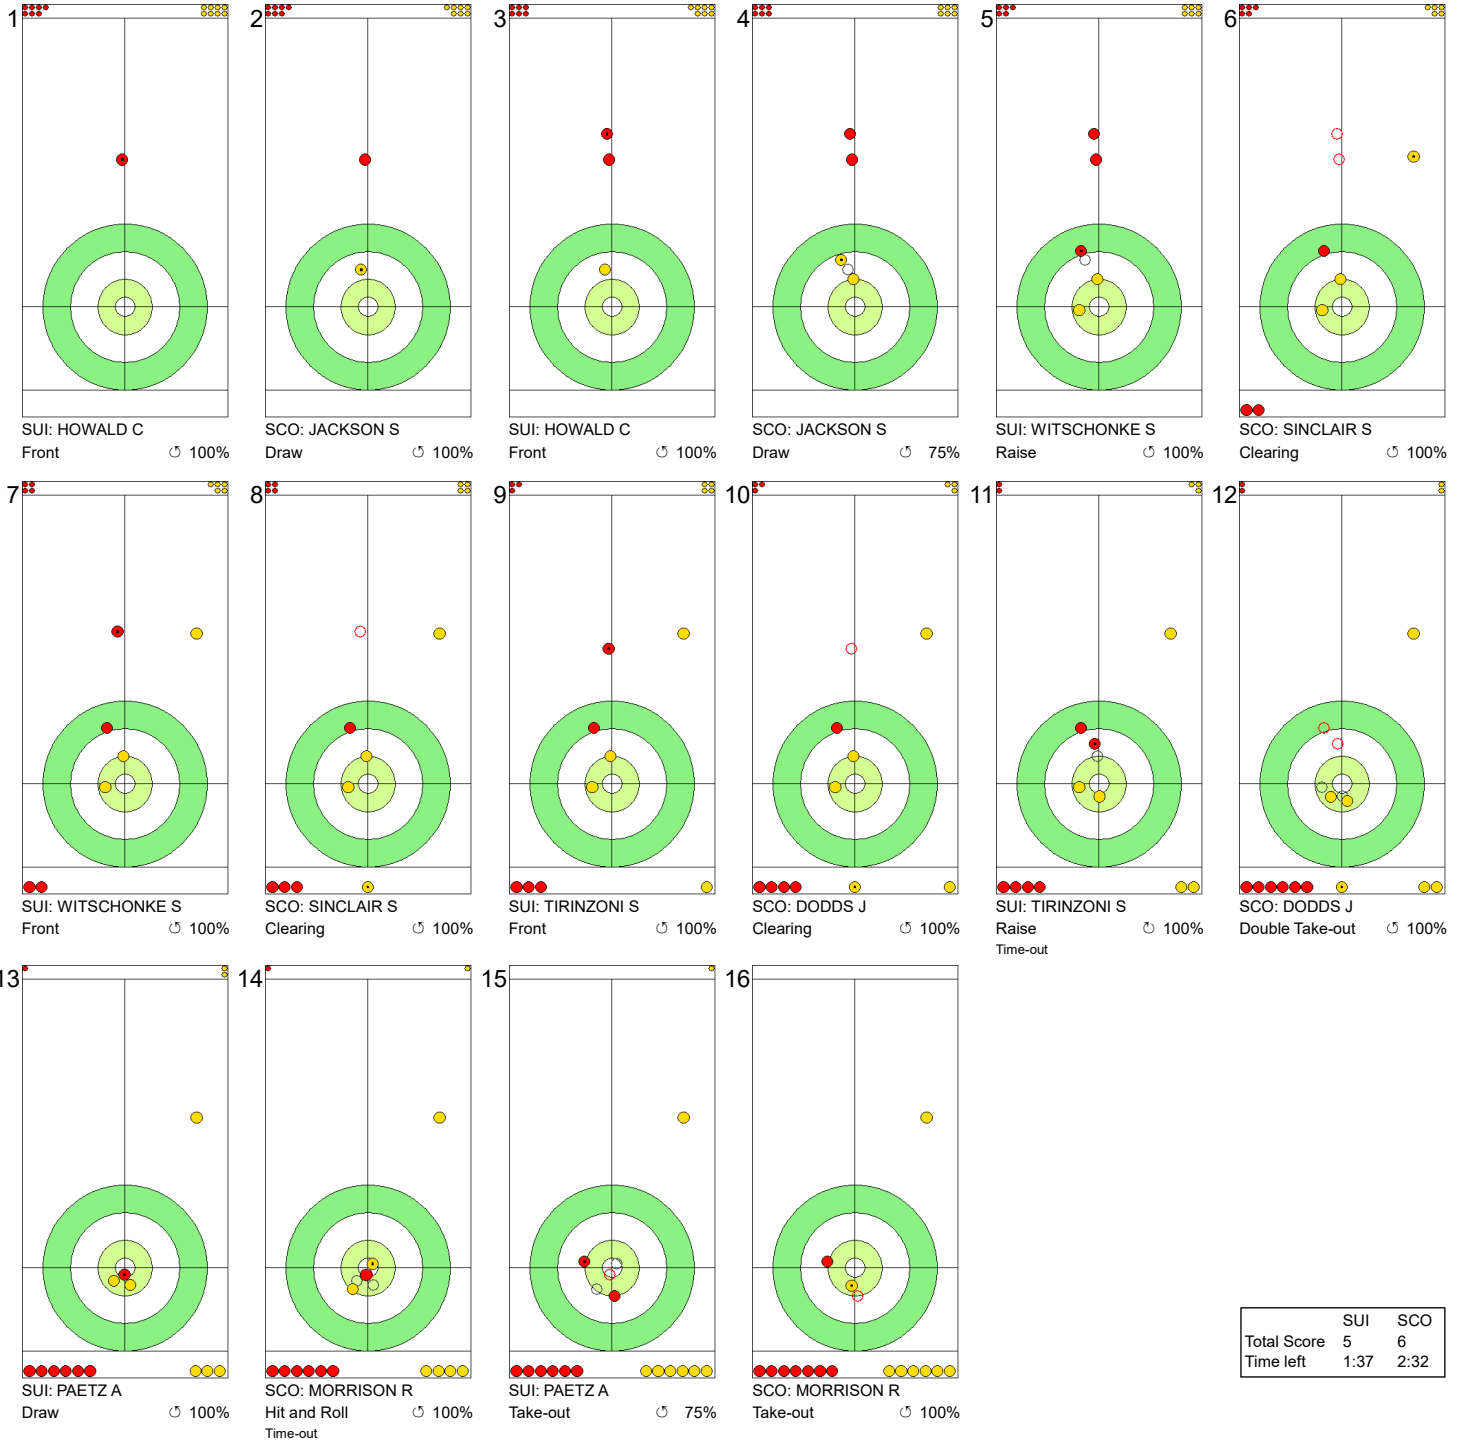 1
SUI: HOWALD C
Front ↺ 100%
2
SCO: JACKSON S
Draw ↺ 100%
3
SUI: HOWALD C
Front ↺ 100%
4
SCO: JACKSON S
Draw ↺ 75%
5
SUI: WITSCHONKE S
Raise ↺ 100%
6
SCO: SINCLAIR S
Clearing ↺ 100%
7
SUI: WITSCHONKE S
Front ↺ 100%
8
SCO: SINCLAIR S
Clearing ↺ 100%
9
SUI: TIRINZONI S
Front ↺ 100%
10
SCO: DODDS J
Clearing ↺ 100%
11
SUI: TIRINZONI S
Raise ↻ 100%
Time-out
12
SCO: DODDS J
Double Take-out ↺ 100%
13
SUI: PAETZ A
Draw ↺ 100%
14
SCO: MORRISON R
Hit and Roll ↺ 100%
Time-out
15
SUI: PAETZ A
Take-out ↺ 75%
16
SCO: MORRISON R
Take-out ↺ 100%
SUI SCO
Total Score 5 6
Time left 1:37 2:32